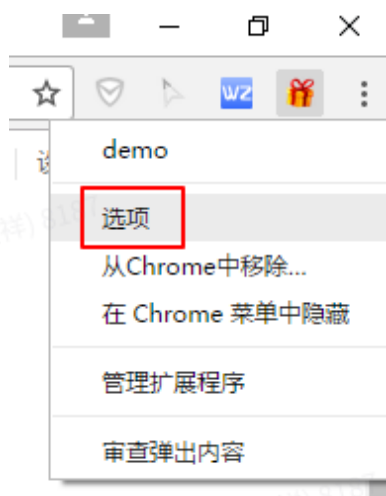 WZ
demo
选项
从Chrome中移除...
在 Chrome 菜单中隐藏
管理扩展程序
审查弹出内容